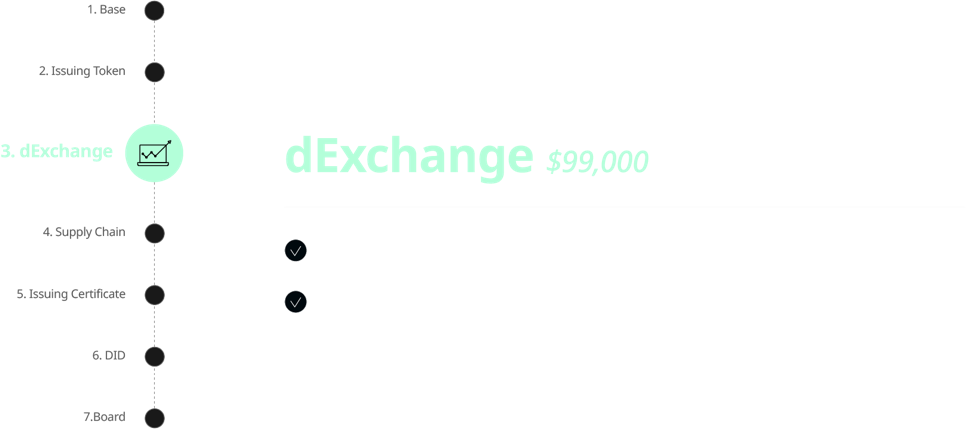 1. Base
2. Issuing Token
3. dExchange
4. Supply Chain
5. Issuing Certificate
6. DID
7.Board
dExchange $99,000